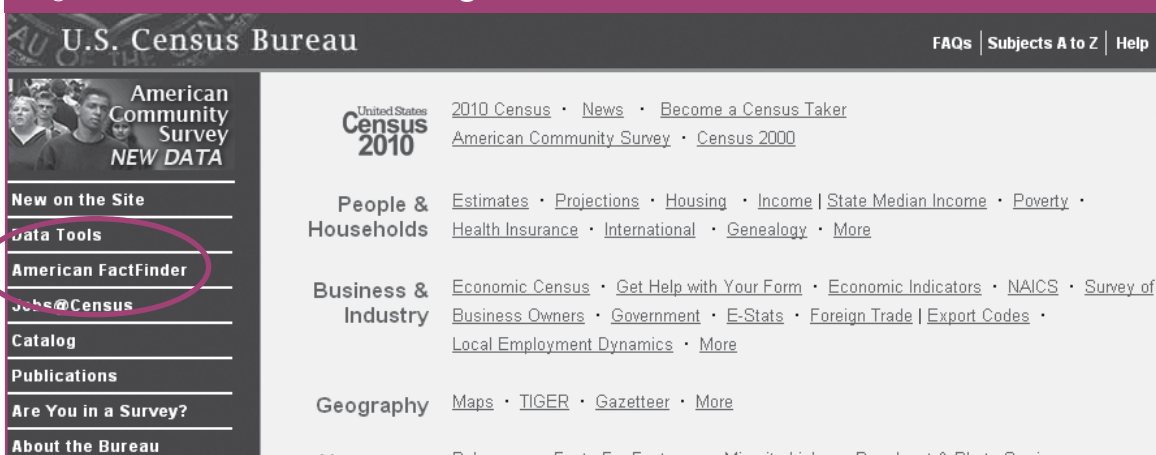 U.S. Census Bureau
FAQs | Subjects A to Z | Help
American
Community
Survey
NEW DATA
New on the Site
Data Tools
American FactFinder
Jobs@Census
Catalog
Publications
Are You in a Survey?
About the Bureau
United States
Census
2010
2010 Census · News · Become a Census Taker
American Community Survey · Census 2000
People &
Households
Estimates · Projections · Housing · Income | State Median Income · Poverty ·
Health Insurance · International · Genealogy · More
Business &
Industry
Economic Census · Get Help with Your Form · Economic Indicators · NAICS · Survey of
Business Owners · Government · E-Stats · Foreign Trade | Export Codes ·
Local Employment Dynamics · More
Geography
Maps · TIGER · Gazetteer · More